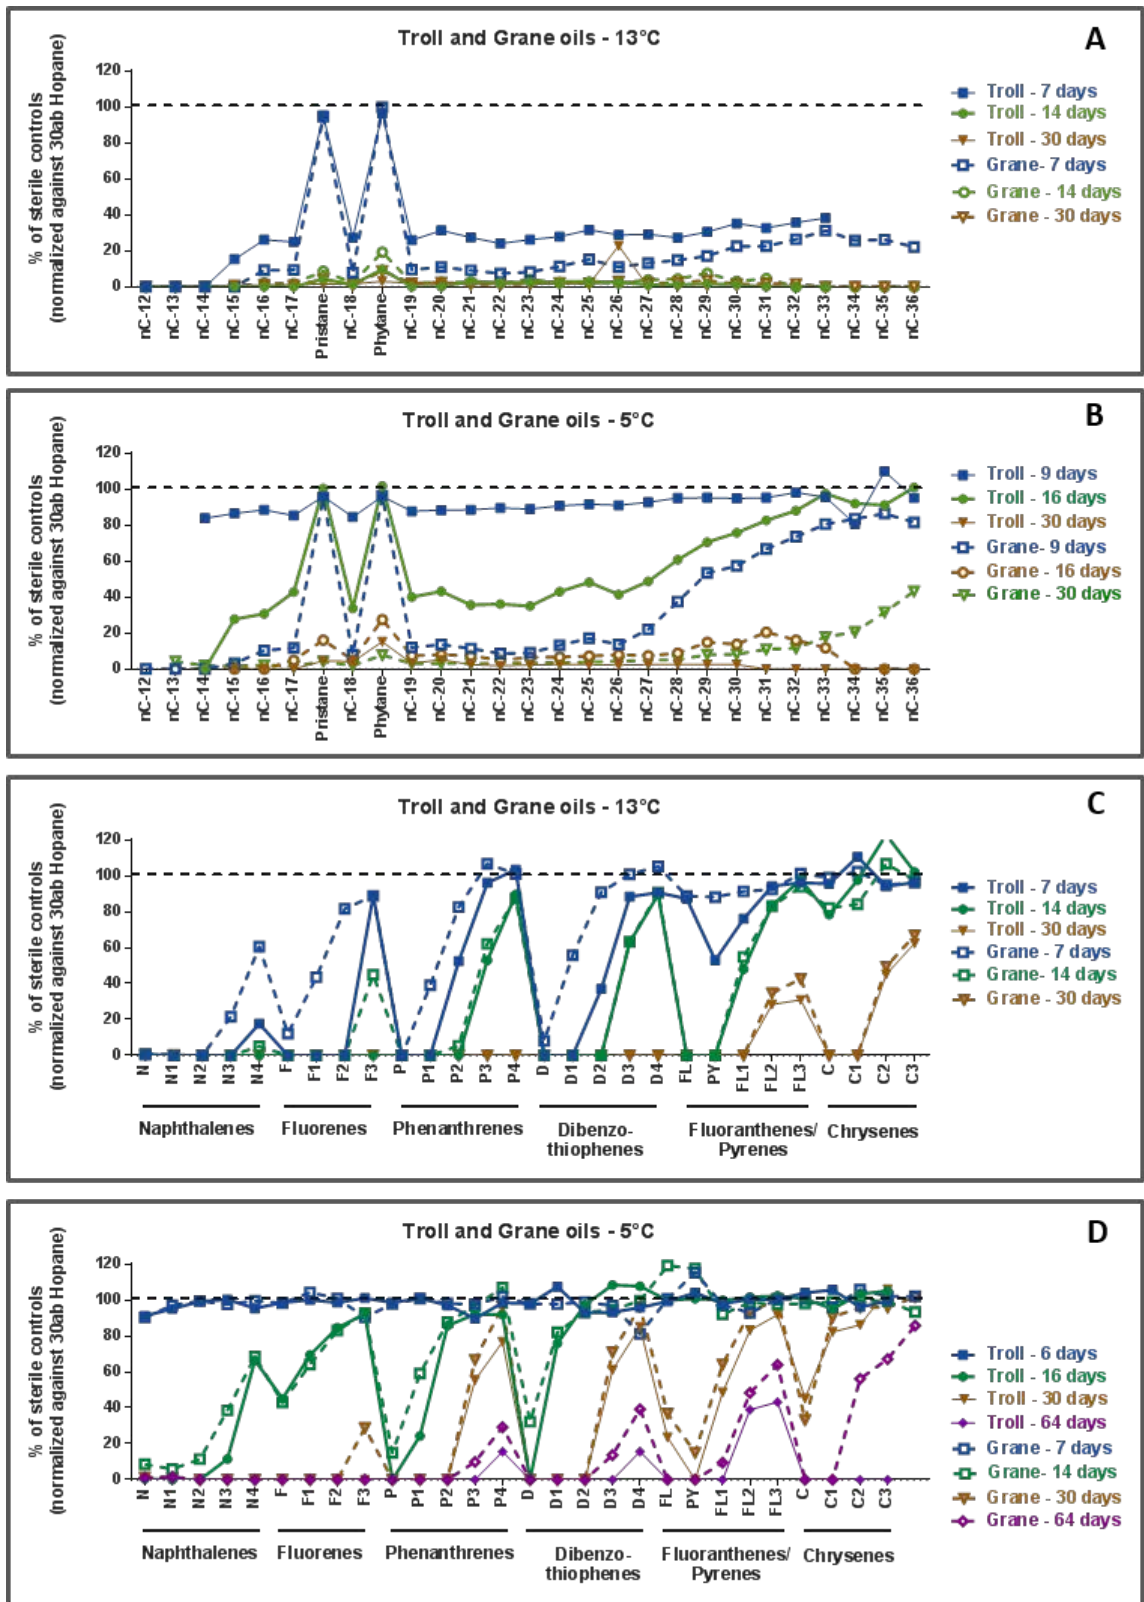 A
Troll and Grane oils - 13°C
% of sterile controls
(normalized against 30ab Hopane)
120
100
80
60
40
20
0
nC-12
nC-13
nC-14
nC-15
nC-16
nC-17
Pristane
nC-18
Phytane
nC-19
nC-20
nC-21
nC-22
nC-23
nC-24
nC-25
nC-26
nC-27
nC-28
nC-29
nC-30
nC-31
nC-32
nC-33
nC-34
nC-35
nC-36
Troll - 7 days
Troll - 14 days
Troll - 30 days
Grane- 7 days
Grane - 14 days
Grane - 30 days
B
Troll and Grane oils - 5°C
% of sterile controls
(normalized against 30ab Hopane)
120
100
80
60
40
20
0
nC-12
nC-13
nC-14
nC-15
nC-16
nC-17
Pristane
nC-18
Phytane
nC-19
nC-20
nC-21
nC-22
nC-23
nC-24
nC-25
nC-26
nC-27
nC-28
nC-29
nC-30
nC-31
nC-32
nC-33
nC-34
nC-35
nC-36
Troll - 9 days
Troll - 16 days
Troll - 30 days
Grane- 9 days
Grane - 16 days
Grane - 30 days
C
Troll and Grane oils - 13°C
% of sterile controls
(normalized against 30ab Hopane)
120
100
80
60
40
20
0
N
N1
N2
N3
N4
F
F1
F2
F3
P
P1
P2
P3
P4
D
D1
D2
D3
D4
FL
PY
FL1
FL2
FL3
C
C1
C2
C3
Naphthalenes
Fluorenes
Phenanthrenes
Dibenzo-
thiophenes
Fluoranthenes/
Pyrenes
Chrysenes
Troll - 7 days
Troll - 14 days
Troll - 30 days
Grane - 7 days
Grane- 14 days
Grane - 30 days
D
Troll and Grane oils - 5°C
% of sterile controls
(normalized against 30ab Hopane)
120
100
80
60
40
20
0
N
N1
N2
N3
N4
F
F1
F2
F3
P
P1
P2
P3
P4
D
D1
D2
D3
D4
FL
PY
FL1
FL2
FL3
C
C1
C2
C3
Naphthalenes
Fluorenes
Phenanthrenes
Dibenzo-
thiophenes
Fluoranthenes/
Pyrenes
Chrysenes
Troll - 6 days
Troll - 16 days
Troll - 30 days
Troll - 64 days
Grane - 7 days
Grane- 14 days
Grane - 30 days
Grane - 64 days